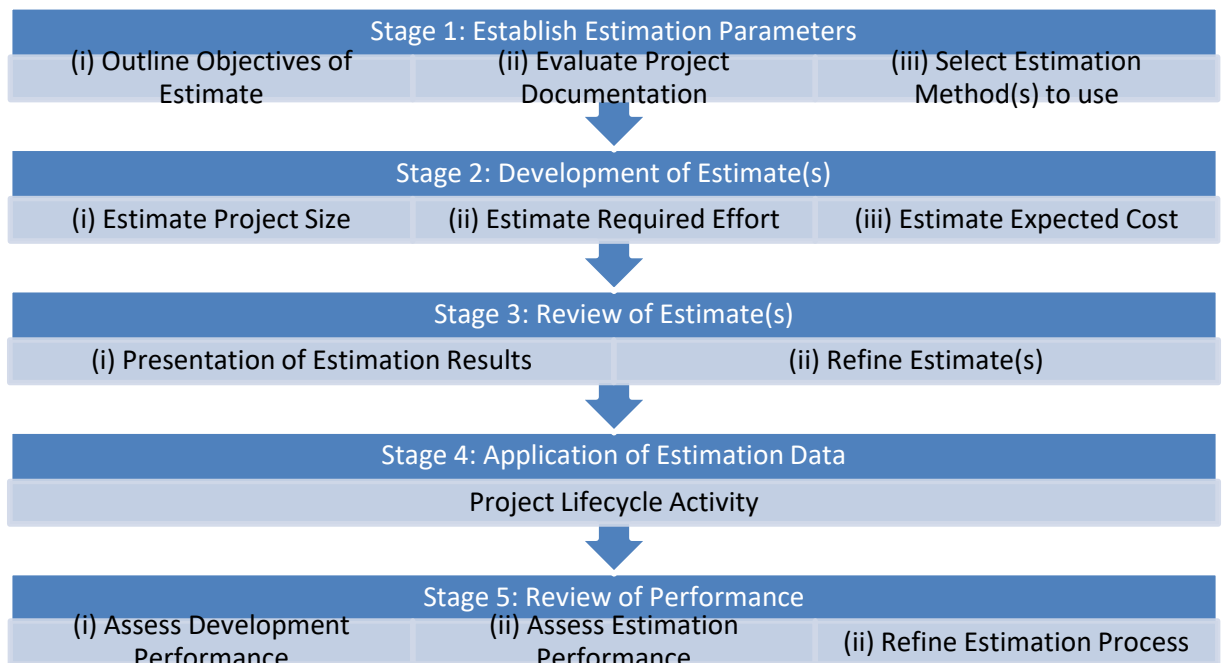 Stage 1: Establish Estimation Parameters
(i) Outline Objectives of
Estimate
(ii) Evaluate Project
Documentation
(iii) Select Estimation
Method(s) to use
Stage 2: Development of Estimate(s)
(i) Estimate Project Size
(ii) Estimate Required Effort
(iii) Estimate Expected Cost
Stage 3: Review of Estimate(s)
(i) Presentation of Estimation Results
(ii) Refine Estimate(s)
Stage 4: Application of Estimation Data
Project Lifecycle Activity
Stage 5: Review of Performance
(i) Assess Development
Performance
(ii) Assess Estimation
Performance
(ii) Refine Estimation Process